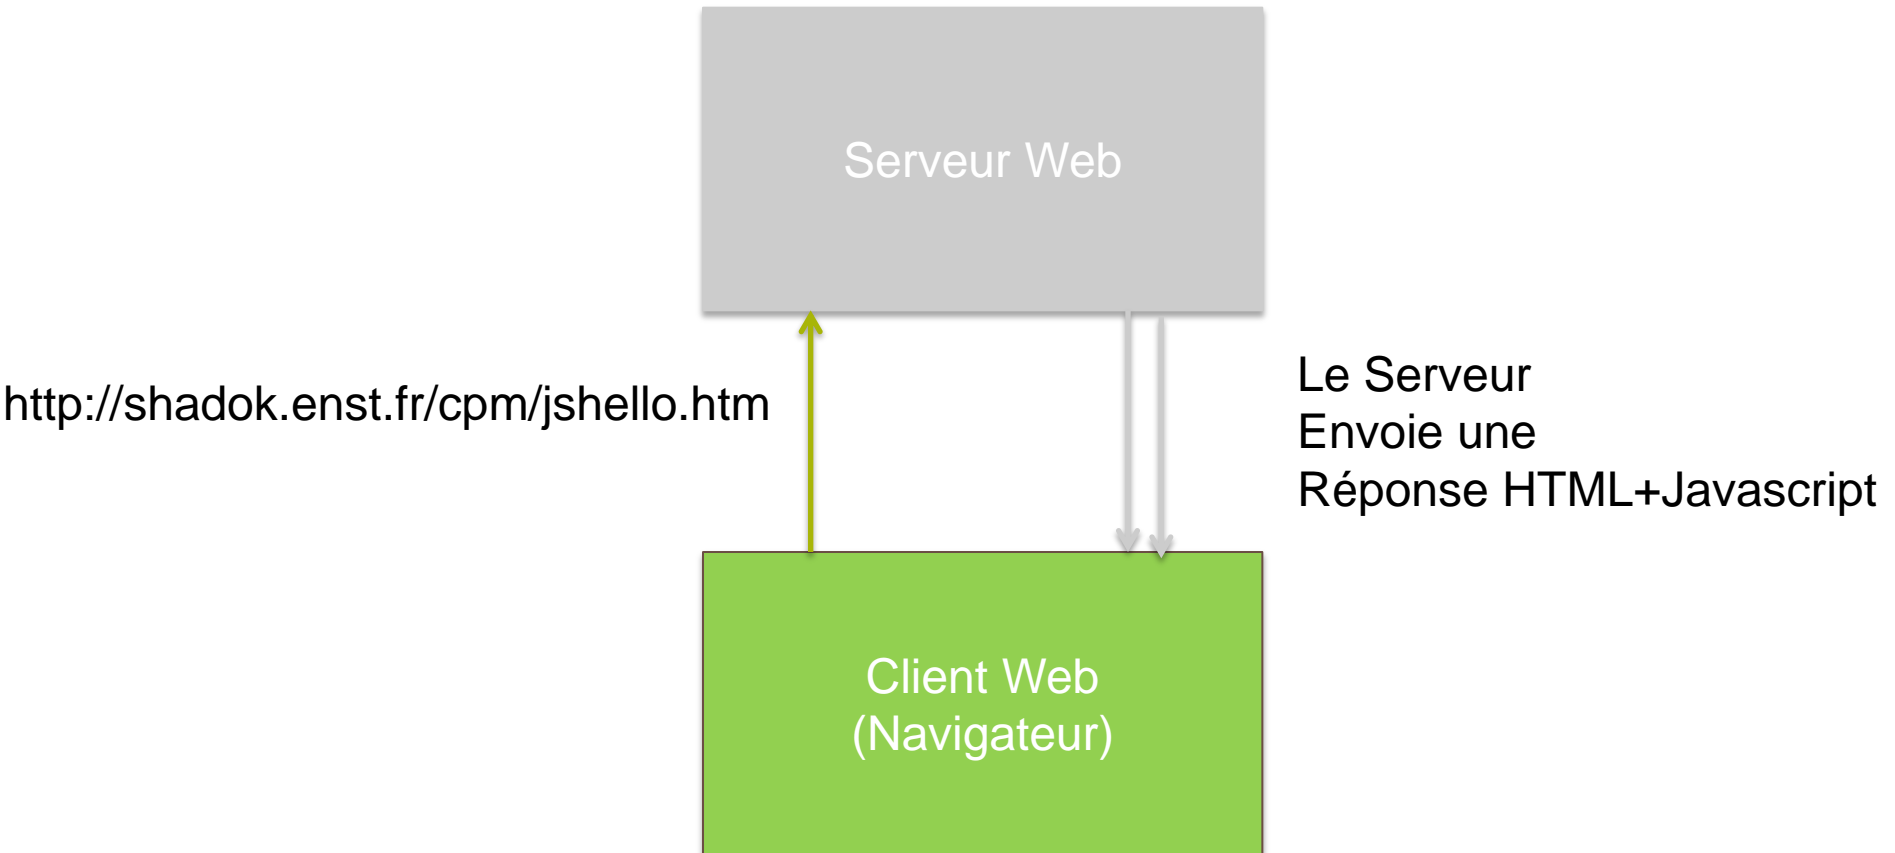 Serveur Web
http://shadok.enst.fr/cpm/jshello.htm
Le Serveur
Envoie une
Réponse HTML+Javascript
Client Web
(Navigateur)